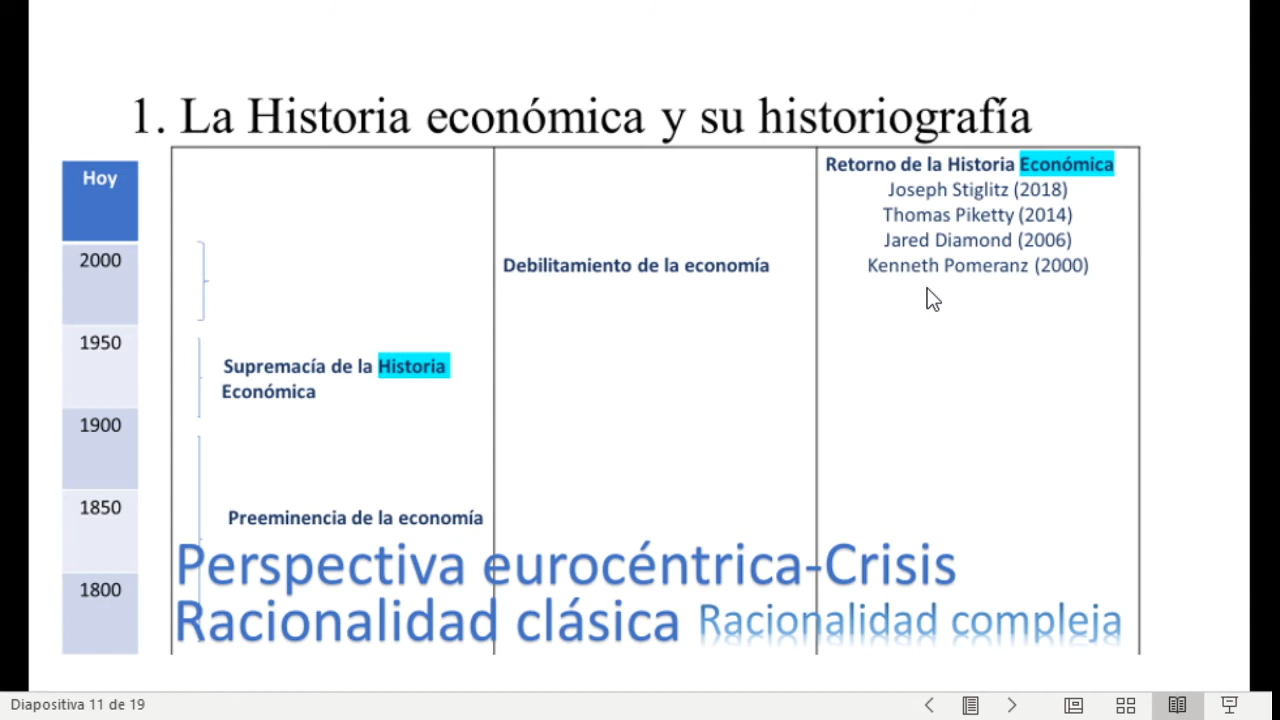 1. La Historia económica y su historiografía
Hoy
2000
1950
1900
1850
1800
Retorno de la Historia Económica
Joseph Stiglitz (2018)
Thomas Piketty (2014)
Jared Diamond (2006)
Kenneth Pomeranz (2000)
Debilitamiento de la economía
Supremacía de la Historia
Económica
Preeminencia de la economía
Perspectiva eurocéntrica-Crisis
Racionalidad clásica Racionalidad compleja
Diapositiva 11 de 19